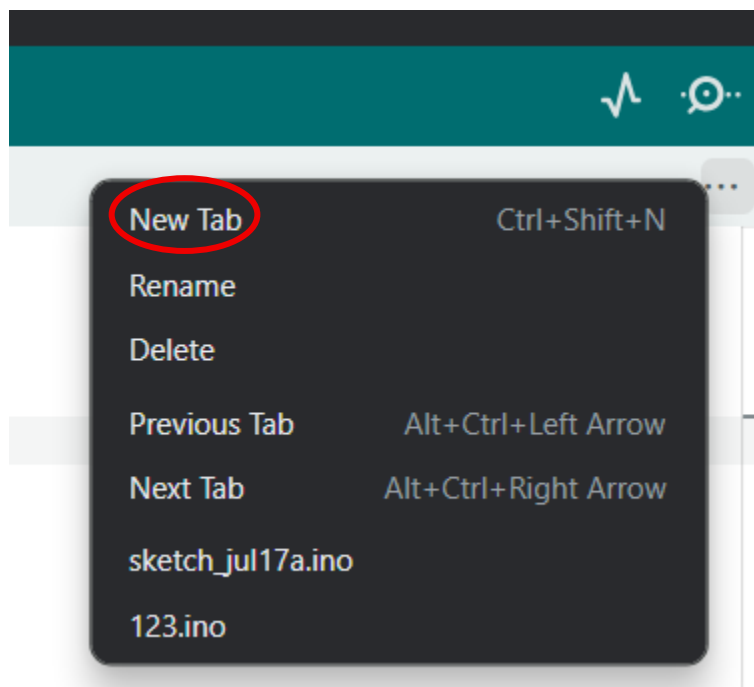 New Tab Ctrl+Shift+N
Rename
Delete
Previous Tab Alt+Ctrl+Left Arrow
Next Tab Alt+Ctrl+Right Arrow
sketch_jul17a.ino
123.ino